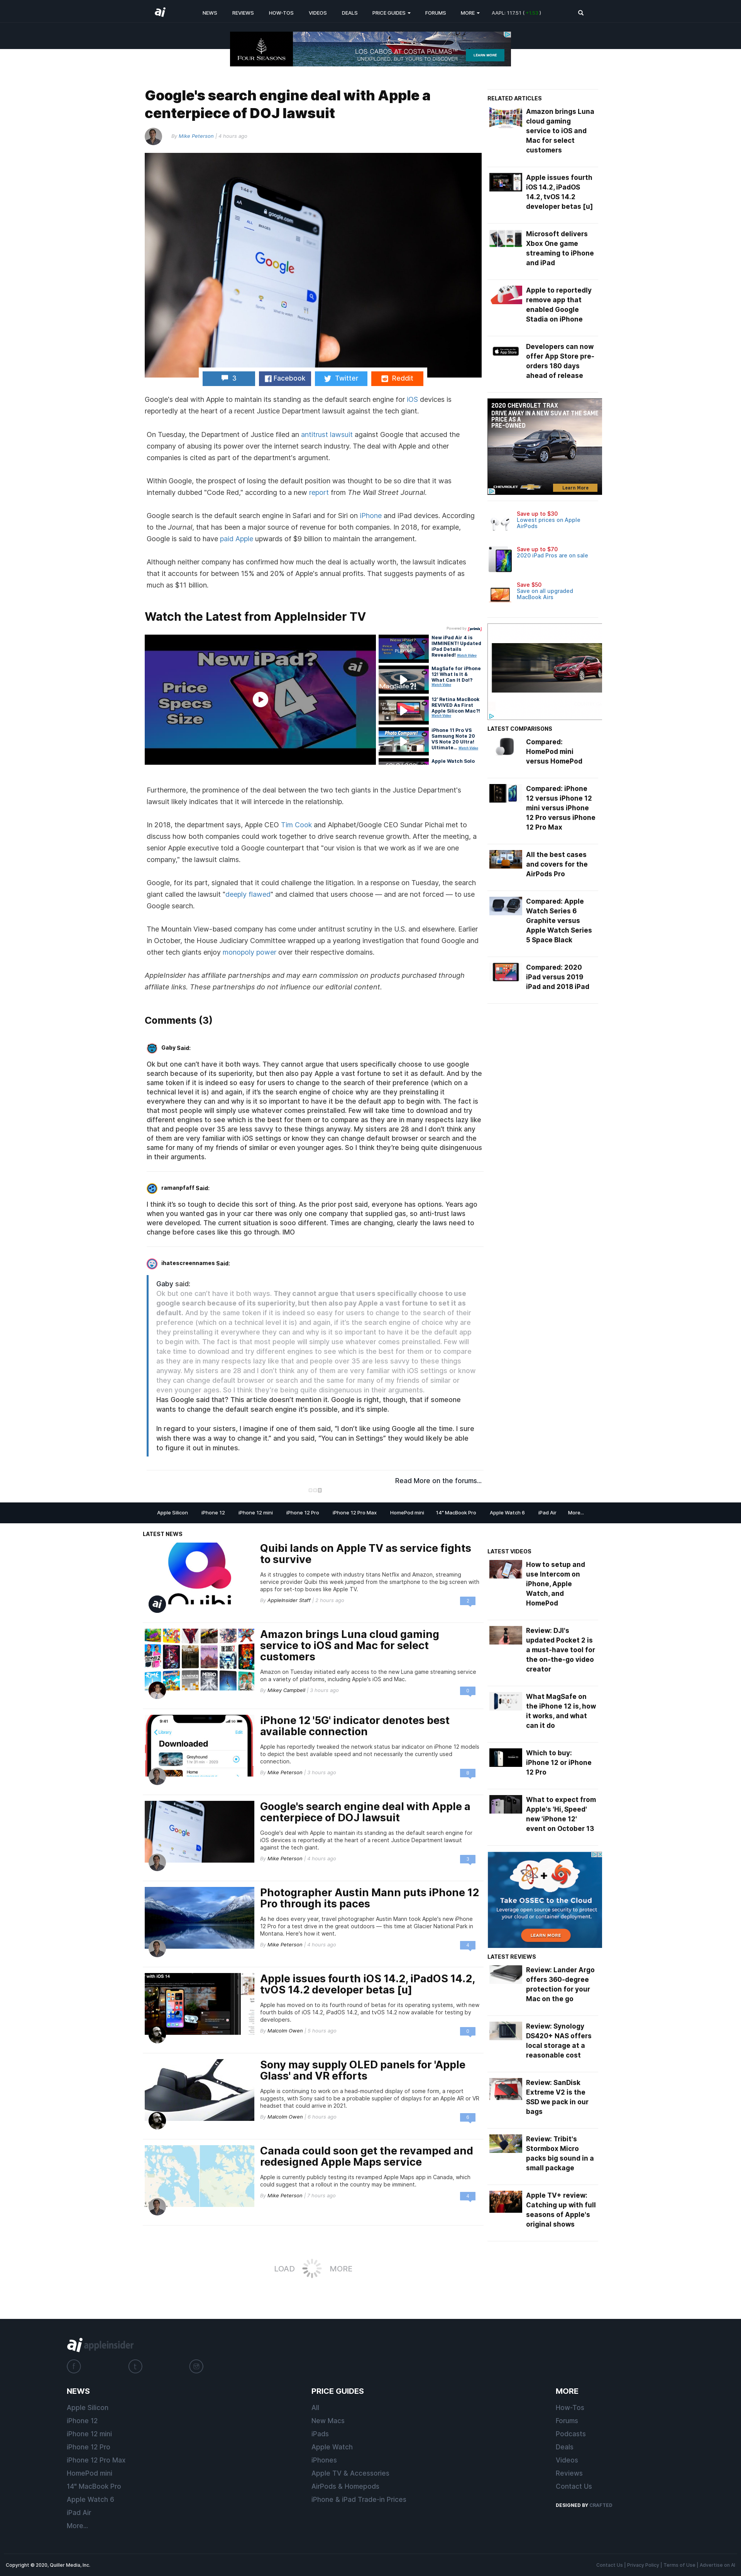 ai
NEWS
REVIEWS
HOW-TOS
VIDEOS
DEALS
PRICE GUIDES
FORUMS
MORE
FOUR SEASONS
LOS CABOS AT COSTA PALMAS™
UNEXPLORED, BUT YOURS TO DISCOVER
LEARN MORE
Google's search engine deal with Apple a
centerpiece of DOJ lawsuit
By Mike Peterson | 4 hours ago
google.com
ALL
IMAGES
Google
3
Facebook
Twitter
Reddit
Google's deal with Apple to maintain its standing as the default search engine for iOS devices is
reportedly at the heart of a recent Justice Department lawsuit against the tech giant.
On Tuesday, the Department of Justice filed an antitrust lawsuit against Google that accused the
company of abusing its power over the internet search industry. The deal with Apple and other
companies is cited as part of the department's argument.
Within Google, the prospect of losing the default position was thought to be so dire that it was
internally dubbed "Code Red," according to a new report from The Wall Street Journal.
Google search is the default search engine in Safari and for Siri on iPhone and iPad devices. According
to the Journal, that has been a major source of revenue for both companies. In 2018, for example,
Google is said to have paid Apple upwards of $9 billion to maintain the arrangement.
Although neither company has confirmed how much the deal is actually worth, the lawsuit indicates
that it accounts for between 15% and 20% of Apple's annual profits. That suggests payments of as
much as $11 billion.
Watch the Latest from AppleInsider TV
Powered by [primis]
New iPad? 4
Price
Specs
Size
ai
New iPad Air 4 is
IMMINENT! Updated
iPad Details
Revealed! Watch Video
MagSafe for iPhone
12! What Is It &
What Can It Do!?
Watch Video
12" Retina MacBook
REVIVED As First
Apple Silicon Mac?!
Watch Video
iPhone 11 Pro VS
Samsung Note 20
VS Note 20 Ultra!
Ultimate... Watch Video
Apple Watch Solo
Furthermore, the prominence of the deal between the two tech giants in the Justice Department's
lawsuit likely indicates that it will intercede in the relationship.
In 2018, the department says, Apple CEO Tim Cook and Alphabet/Google CEO Sundar Pichai met to
discuss how both companies could work together to drive search revenue growth. After the meeting, a
senior Apple executive told a Google counterpart that "our vision is that we work as if we are one
company," the lawsuit claims.
Google, for its part, signaled that it could challenge the litigation. In a response on Tuesday, the search
giant called the lawsuit "deeply flawed" and claimed that users choose — and are not forced — to use
Google search.
The Mountain View-based company has also come under antitrust scrutiny in the U.S. and elsewhere. Earlier
in October, the House Judiciary Committee wrapped up a yearlong investigation that found Google and
other tech giants enjoy monopoly power over their respective domains.
AppleInsider has affiliate partnerships and may earn commission on products purchased through
affiliate links. These partnerships do not influence our editorial content.
Comments (3)
Gaby Said:
Ok but one can't have it both ways. They cannot argue that users specifically choose to use google
search because of its superiority, but then also pay Apple a vast fortune to set it as default. And by the
same token if it is indeed so easy for users to change to the search of their preference (which on a
technical level it is) and again, if it's the search engine of choice why are they preinstalling it
everywhere they can and why is it so important to have it be the default app to begin with. The fact is
that most people will simply use whatever comes preinstalled. Few will take time to download and try
different engines to see which is the best for them or to compare as they are in many respects lazy like
that and people over 35 are less savvy to these things anyway. My sisters are 28 and I don't think any
of them are very familiar with iOS settings or know they can change default browser or search and the
same for many of my friends of similar or even younger ages. So I think they're being quite disingenuous
in their arguments.
ramanpfaff Said:
I think it's so tough to decide this sort of thing. As the prior post said, everyone has options. Years ago
when you wanted gas in your car there was only one company that supplied gas, so anti-trust laws
were developed. The current situation is sooo different. Times are changing, clearly the laws need to
change before cases like this go through. IMO
ihatescreennames Said:
Gaby said:
Ok but one can't have it both ways. They cannot argue that users specifically choose to use
google search because of its superiority, but then also pay Apple a vast fortune to set it as
default. And by the same token if it is indeed so easy for users to change to the search of their
preference (which on a technical level it is) and again, if it's the search engine of choice why are
they preinstalling it everywhere they can and why is it so important to have it be the default app
to begin with. The fact is that most people will simply use whatever comes preinstalled. Few will
take time to download and try different engines to see which is the best for them or to compare
as they are in many respects lazy like that and people over 35 are less savvy to these things
anyway. My sisters are 28 and I don't think any of them are very familiar with iOS settings or know
they can change default browser or search and the same for many of my friends of similar or
even younger ages. So I think they're being quite disingenuous in their arguments.
Has Google said that? This article doesn't mention it. Google is right, though, that if someone
wants to change the default search engine it's possible, and it's simple.
In regard to your sisters, I imagine if one of them said, "I don't like using Google all the time. I sure
wish there was a way to change it." and you said, "You can in Settings" they would likely be able
to figure it out in minutes.
Read More on the forums...
RELATED ARTICLES
Amazon brings Luna
cloud gaming
service to iOS and
Mac for select
customers
Apple issues fourth
iOS 14.2, iPadOS
14.2, tvOS 14.2
developer betas [u]
Microsoft delivers
Xbox One game
streaming to iPhone
and iPad
Apple to reportedly
remove app that
enabled Google
Stadia on iPhone
App Store
Developers can now
offer App Store pre-
orders 180 days
ahead of release
2020 CHEVROLET TRAX
DRIVE AWAY IN A NEW SUV AT THE SAME
PRICE AS A
PRE-OWNED
CHEVROLET
Learn More
Save up to $30
Lowest prices on Apple
AirPods
Save up to $70
2020 iPad Pros are on sale
Save $50
Save on all upgraded
MacBook Airs
LATEST COMPARISONS
Compared:
HomePod mini
versus HomePod
Compared: iPhone
12 versus iPhone 12
mini versus iPhone
12 Pro versus iPhone
12 Pro Max
All the best cases
and covers for the
AirPods Pro
Compared: Apple
Watch Series 6
Graphite versus
Apple Watch Series
5 Space Black
Compared: 2020
iPad versus 2019
iPad and 2018 iPad
Apple Silicon
iPhone 12
iPhone 12 mini
iPhone 12 Pro
iPhone 12 Pro Max
HomePod mini
14" MacBook Pro
Apple Watch 6
iPad Air
More...
LATEST NEWS
Quibi
Quibi lands on Apple TV as service fights
to survive
As it struggles to compete with industry titans Netflix and Amazon, streaming
service provider Quibi this week jumped from the smartphone to the big screen with
apps for set-top boxes like Apple TV.
By AppleInsider Staff | 2 hours ago
2
Amazon brings Luna cloud gaming
service to iOS and Mac for select
customers
Amazon on Tuesday initiated early access to the new Luna game streaming service
on a variety of platforms, including Apple's iOS and Mac.
By Mikey Campbell | 3 hours ago
0
9:41
Library
Edit
Downloaded
Greyhound
iPhone 12 '5G' indicator denotes best
available connection
Apple has reportedly tweaked the network status bar indicator on iPhone 12 models
to depict the best available speed and not necessarily the currently used
connection.
By Mike Peterson | 3 hours ago
Google's search engine deal with Apple a
centerpiece of DOJ lawsuit
Google's deal with Apple to maintain its standing as the default search engine for
iOS devices is reportedly at the heart of a recent Justice Department lawsuit
against the tech giant.
By Mike Peterson | 4 hours ago
3
Photographer Austin Mann puts iPhone 12
Pro through its paces
As he does every year, travel photographer Austin Mann took Apple's new iPhone
12 Pro for a test drive in the great outdoors — this time at Glacier National Park in
Montana. Here's how it went.
By Mike Peterson | 4 hours ago
4
with iOS 14
Apple issues fourth iOS 14.2, iPadOS 14.2,
tvOS 14.2 developer betas [u]
Apple has moved on to its fourth round of betas for its operating systems, with new
fourth builds of iOS 14.2, iPadOS 14.2, and tvOS 14.2 now available for testing by
developers.
By Malcolm Owen | 5 hours ago
Sony may supply OLED panels for 'Apple
Glass' and VR efforts
Apple is continuing to work on a head-mounted display of some form, a report
suggests, with Sony said to be a probable supplier of displays for an Apple AR or VR
headset that could arrive in 2021.
By Malcolm Owen | 6 hours ago
Canada could soon get the revamped and
redesigned Apple Maps service
Apple is currently publicly testing its revamped Apple Maps app in Canada, which
could suggest that a rollout in the country may be imminent.
By Mike Peterson | 7 hours ago
LOAD
MORE
LATEST VIDEOS
How to setup and
use Intercom on
iPhone, Apple
Watch, and
HomePod
Review: DJI's
updated Pocket 2 is
a must-have tool for
the on-the-go video
creator
What MagSafe on
the iPhone 12 is, how
it works, and what
can it do
Which to buy:
iPhone 12 or iPhone
12 Pro
What to expect from
Apple's 'Hi, Speed'
new 'iPhone 12'
event on October 13
Take OSSEC to the Cloud
Leverage open source security to
protect your cloud containers
LEARN MORE
LATEST REVIEWS
Review: Lander Argo
offers 360-degree
protection for your
Mac on the go
Review: Synology
DS420+ NAS offers
local storage at a
reasonable cost
Review: SanDisk
Extreme V2 is the
SSD we pack in our
bags
Review: Tribit's
Stormbox Micro
packs big sound in a
small package
Apple TV+ review:
Catching up with full
seasons of Apple's
original shows
ai appleinsider
NEWS
Apple Silicon
iPhone 12
iPhone 12 mini
iPhone 12 Pro
iPhone 12 Pro Max
HomePod mini
14" MacBook Pro
Apple Watch 6
iPad Air
More...
PRICE GUIDES
All
New Macs
iPads
Apple Watch
iPhones
Apple TV & Accessories
AirPods & Homepods
iPhone & iPad Trade-in Prices
MORE
How-Tos
Forums
Podcasts
Deals
Videos
Reviews
Contact Us
DESIGNED BY CRAFTER
Copyright © 2020, Quiller Media, Inc.
Contact Us | Privacy Policy | Terms of Use | Advertise on AI